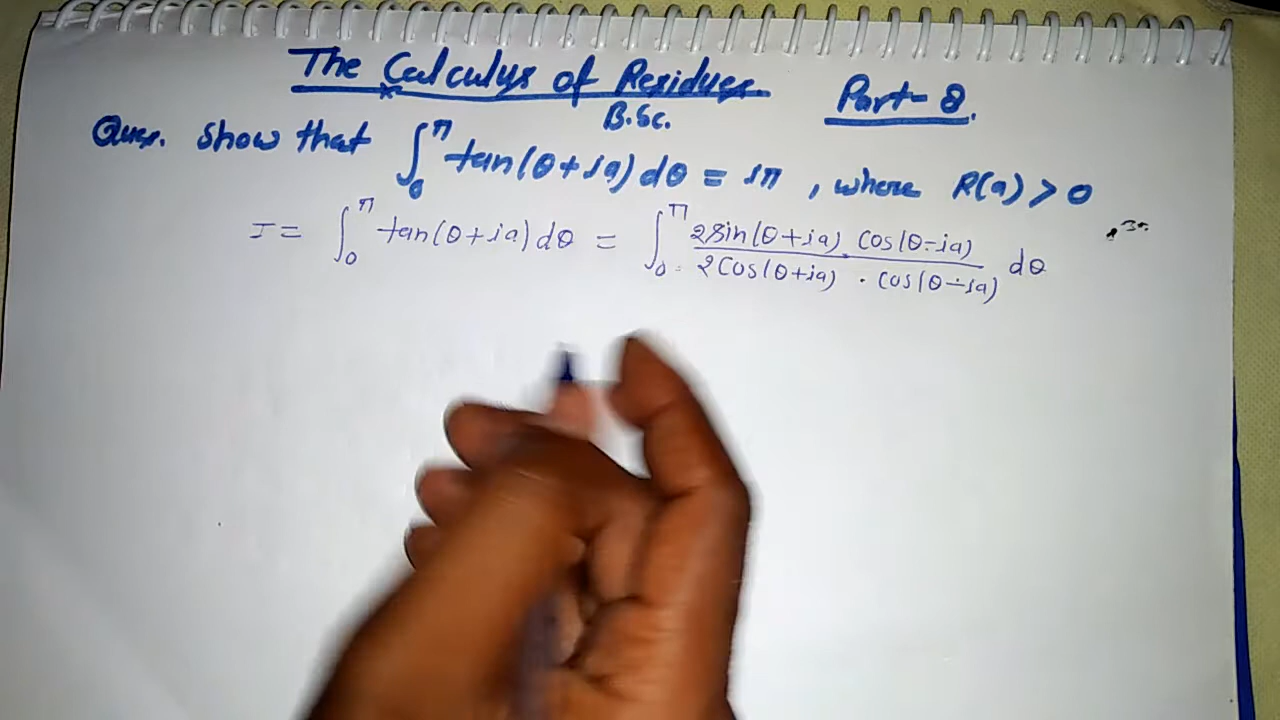 The Calculus of Residues Part-8.
B.Sc.
Ques. Show that ∫₀^π tan(θ+ia) dθ = iπ, where R(a) > 0
I = ∫₀^π tan(θ+ia) dθ = ∫₀^π 2sin(θ+ia) . cos(θ-ia) / 2cos(θ+ia) . cos(θ-ia) dθ